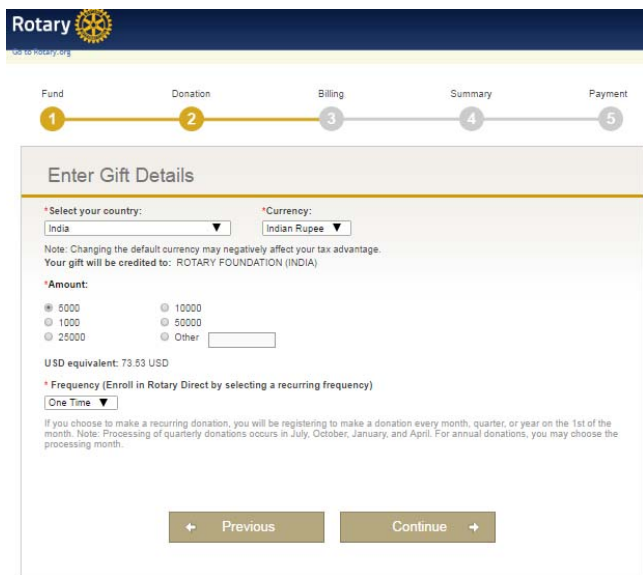 Rotary
Go to Rotary.org
Fund Donation Billing Summary Payment
1 2 3 4 5
Enter Gift Details
*Select your country: *Currency:
India ▼ Indian Rupee ▼
Note: Changing the default currency may negatively affect your tax advantage.
Your gift will be credited to: ROTARY FOUNDATION (INDIA)
*Amount:
5000 10000
1000 50000
25000 Other
USD equivalent: 73.53 USD
* Frequency (Enroll in Rotary Direct by selecting a recurring frequency)
One Time ▼
If you choose to make a recurring donation, you will be registering to make a donation every month, quarter, or year on the 1st of the
month. Note: Processing of quarterly donations occurs in July, October, January, and April. For annual donations, you may choose the
processing month.
Previous Continue